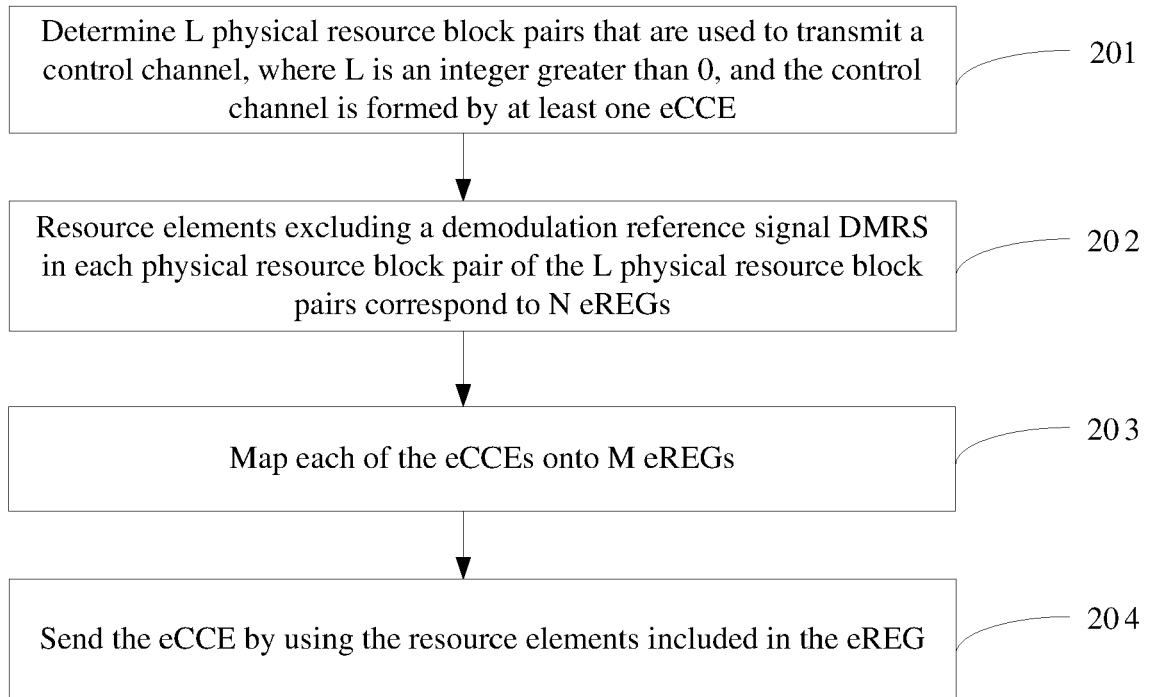 Determine L physical resource block pairs that are used to transmit a
control channel, where L is an integer greater than 0, and the control
channel is formed by at least one eCCE
201
Resource elements excluding a demodulation reference signal DMRS
in each physical resource block pair of the L physical resource block
pairs correspond to N eREGs
202
Map each of the eCCEs onto M eREGs
203
Send the eCCE by using the resource elements included in the eREG
204